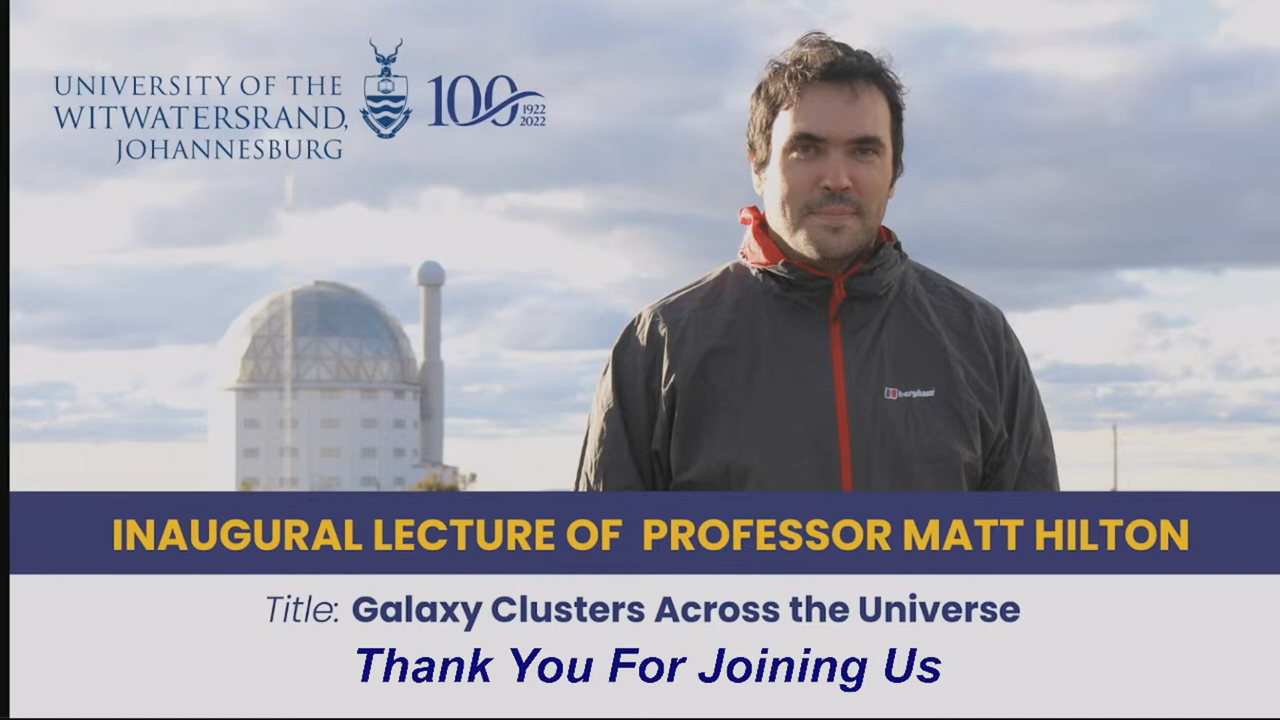 UNIVERSITY OF THE
WITWATERSRAND,
JOHANNESBURG
100
1922
2022
berghaus
INAUGURAL LECTURE OF PROFESSOR MATT HILTON
Title: Galaxy Clusters Across the Universe
Thank You For Joining Us